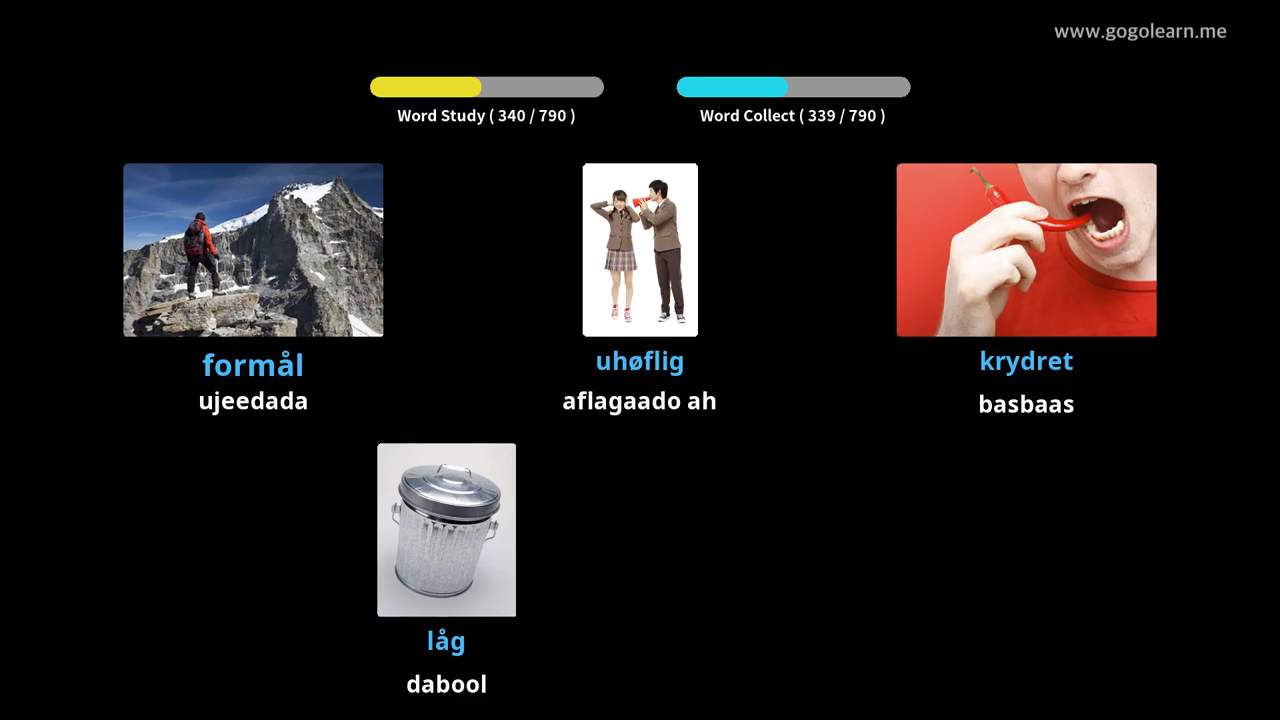 www.gogolearn.me
Word Study ( 340 / 790 )
Word Collect ( 339 / 790 )
formål
ujeedada
uhøflig
aflagaado ah
krydret
basbaas
låg
dabool